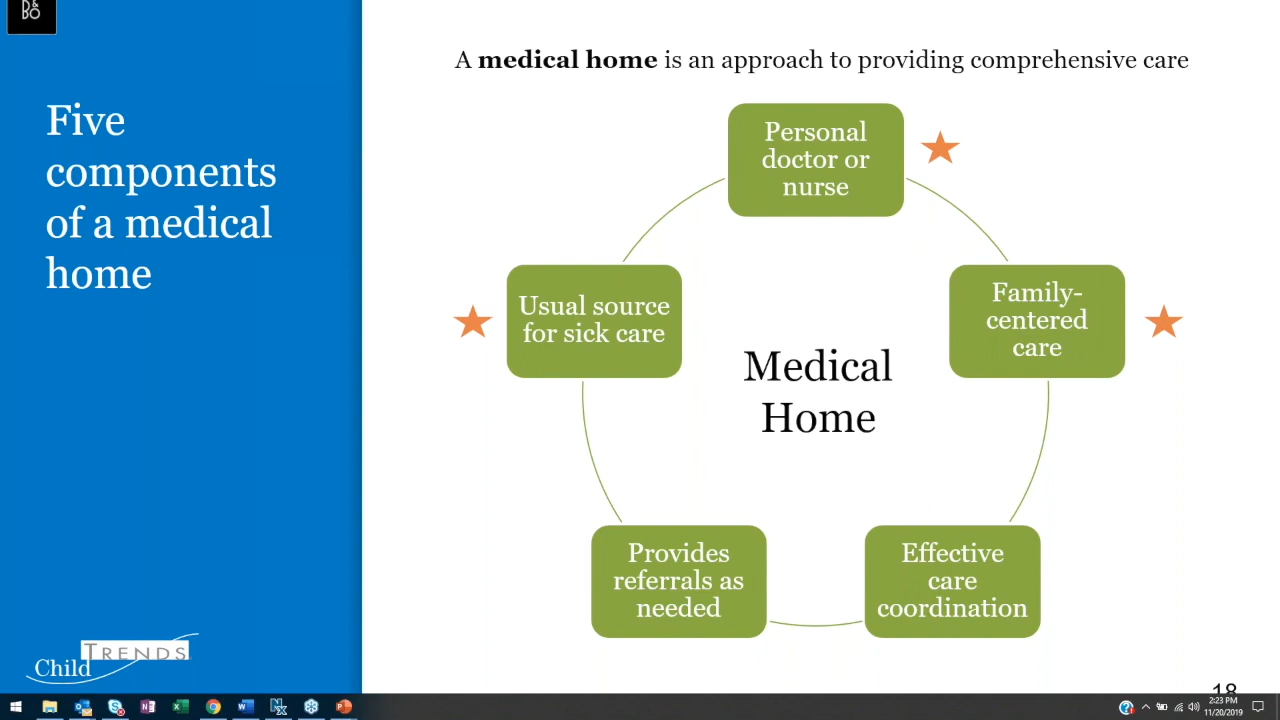 B&
BO
A medical home is an approach to providing comprehensive care
Five
components
of a medical
home
Personal
doctor or
nurse
Family-
centered
care
Usual source
for sick care
Medical
Home
Provides
referrals as
needed
Effective
care
coordination
Child TRENDS
18
2:23 PM
11/20/2019